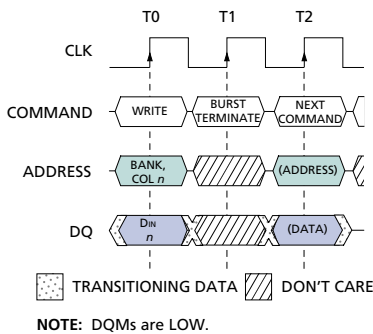 T0 T1 T2
CLK
COMMAND WRITE BURST TERMINATE NEXT COMMAND
ADDRESS BANK, COL n (ADDRESS)
DQ DIN n (DATA)
TRANSITIONING DATA DON'T CARE
NOTE: DQMs are LOW.